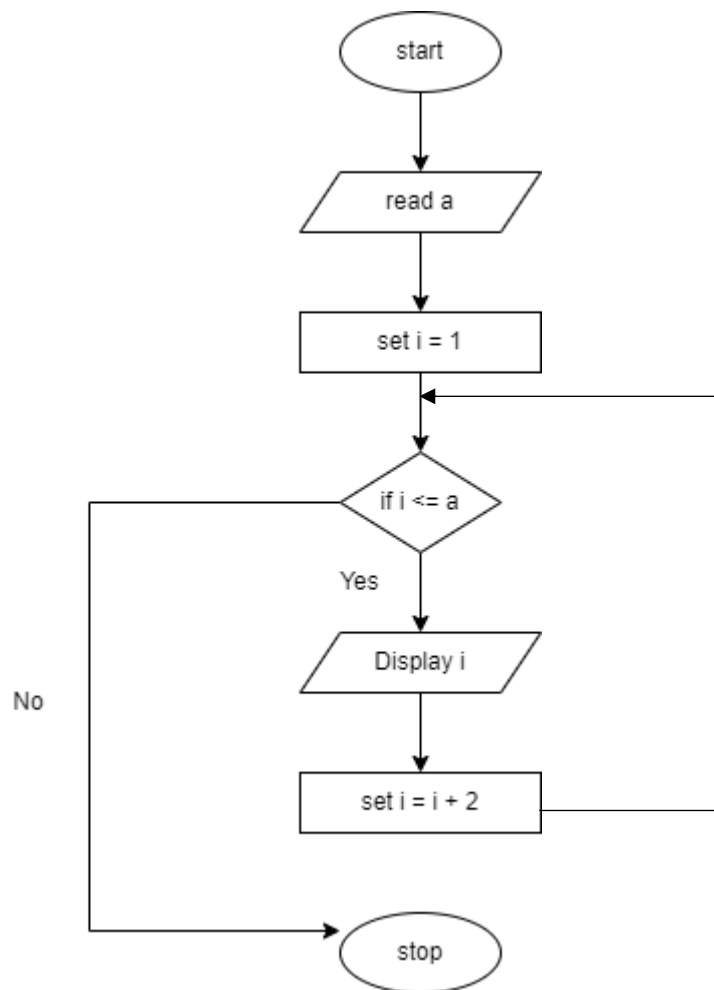 start
read a
set i = 1
if i <= a
Yes
Display i
No
set i = i + 2
stop